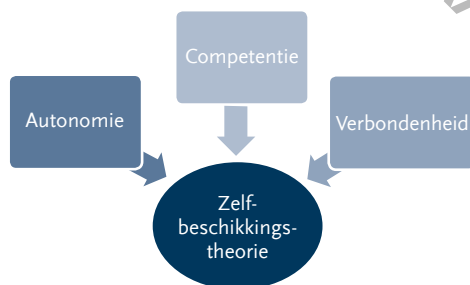 Competentie
Autonomie
Verbondenheid
Zelf-
beschikkings-
theorie